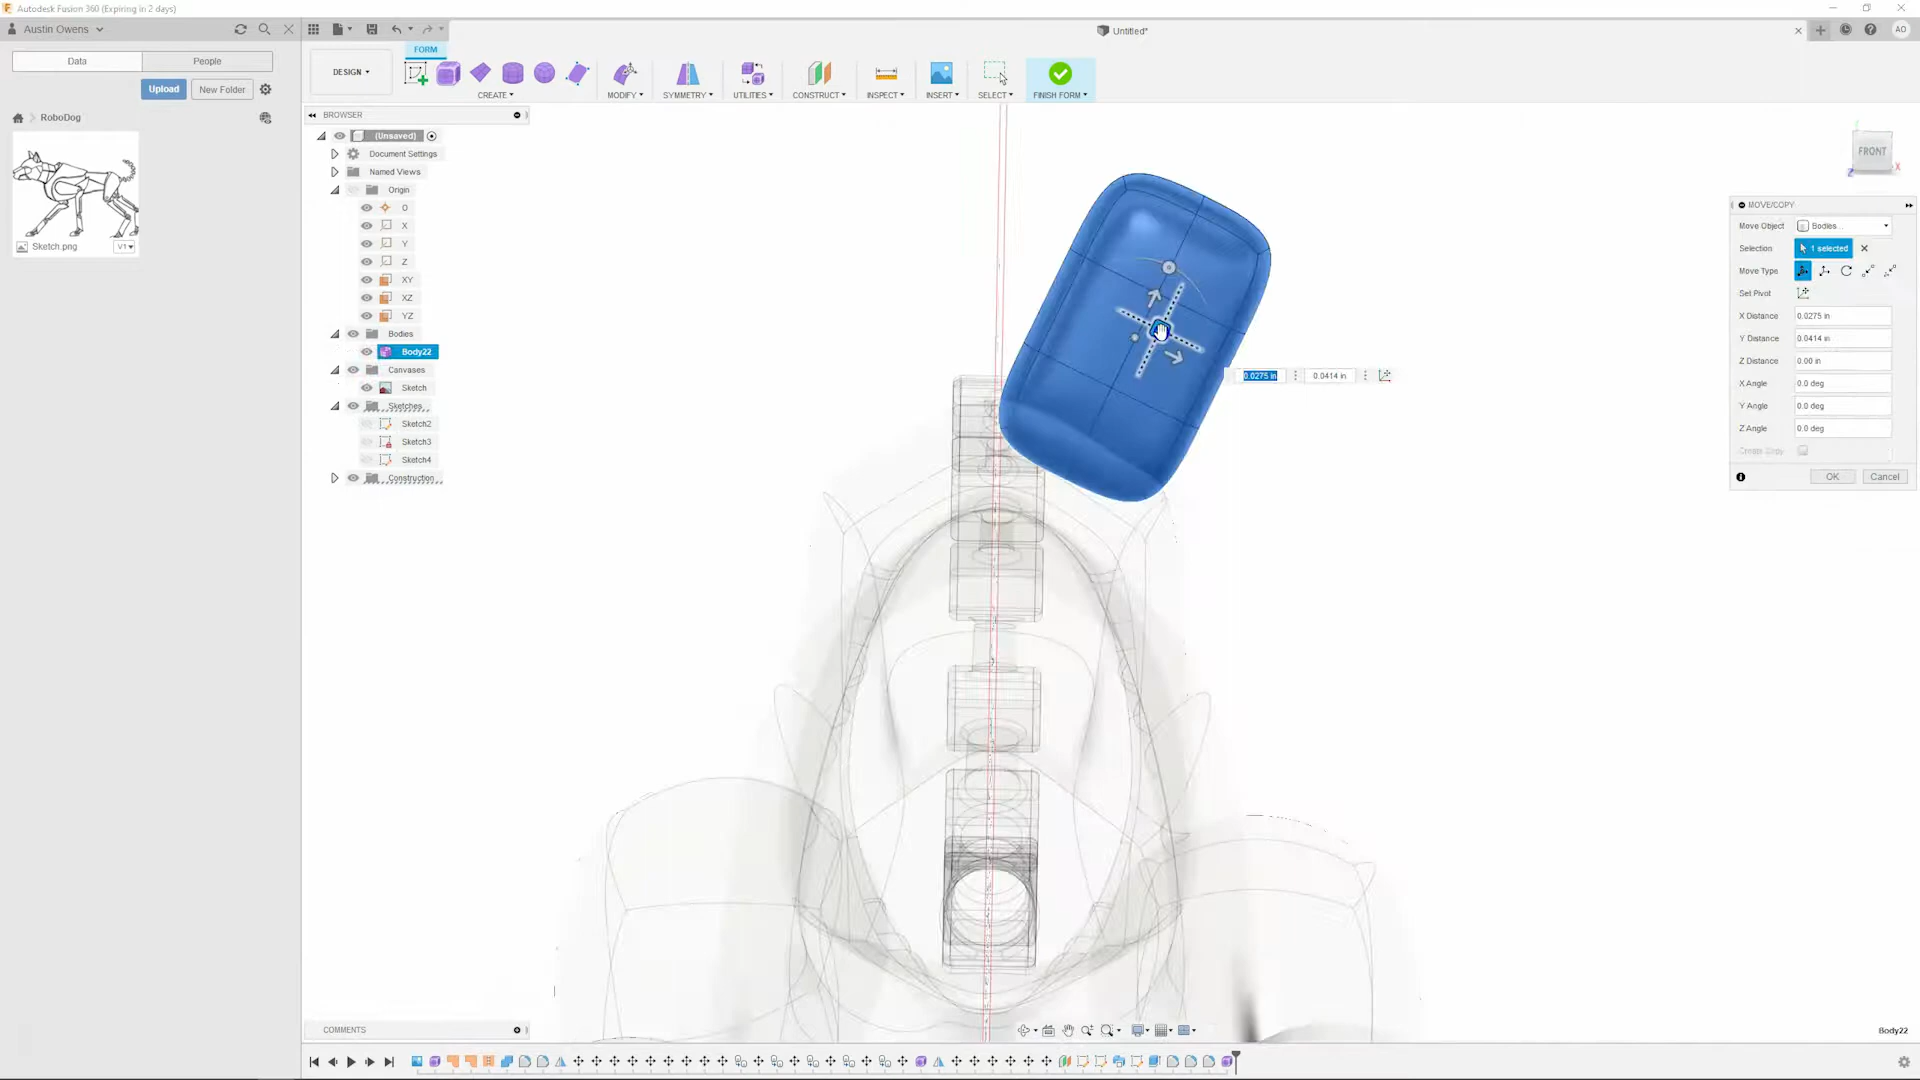 Autodesk Fusion 360 (Expiring in 2 days)
Austin Owens
Untitled*
AO
Data
People
Upload
New Folder
RoboDog
Sketch.png
V1
DESIGN
FORM
CREATE
MODIFY
SYMMETRY
UTILITIES
CONSTRUCT
INSPECT
INSERT
SELECT
FINISH FORM
BROWSER
(Unsaved)
Document Settings
Named Views
Origin
O
X
Y
Z
XY
XZ
YZ
Bodies
Body22
Canvases
Sketch
Sketches
Sketch2
Sketch3
Sketch4
Construction
0.0275 in
0.0414 in
FRONT
X
Z
MOVE/COPY
Move Object
Bodies...
Selection
1 selected
Move Type
Set Pivot
X Distance
0.0275 in
Y Distance
0.0414 in
Z Distance
0.00 in
X Angle
0.0 deg
Y Angle
0.0 deg
Z Angle
0.0 deg
Create Copy
OK
Cancel
COMMENTS
Body22